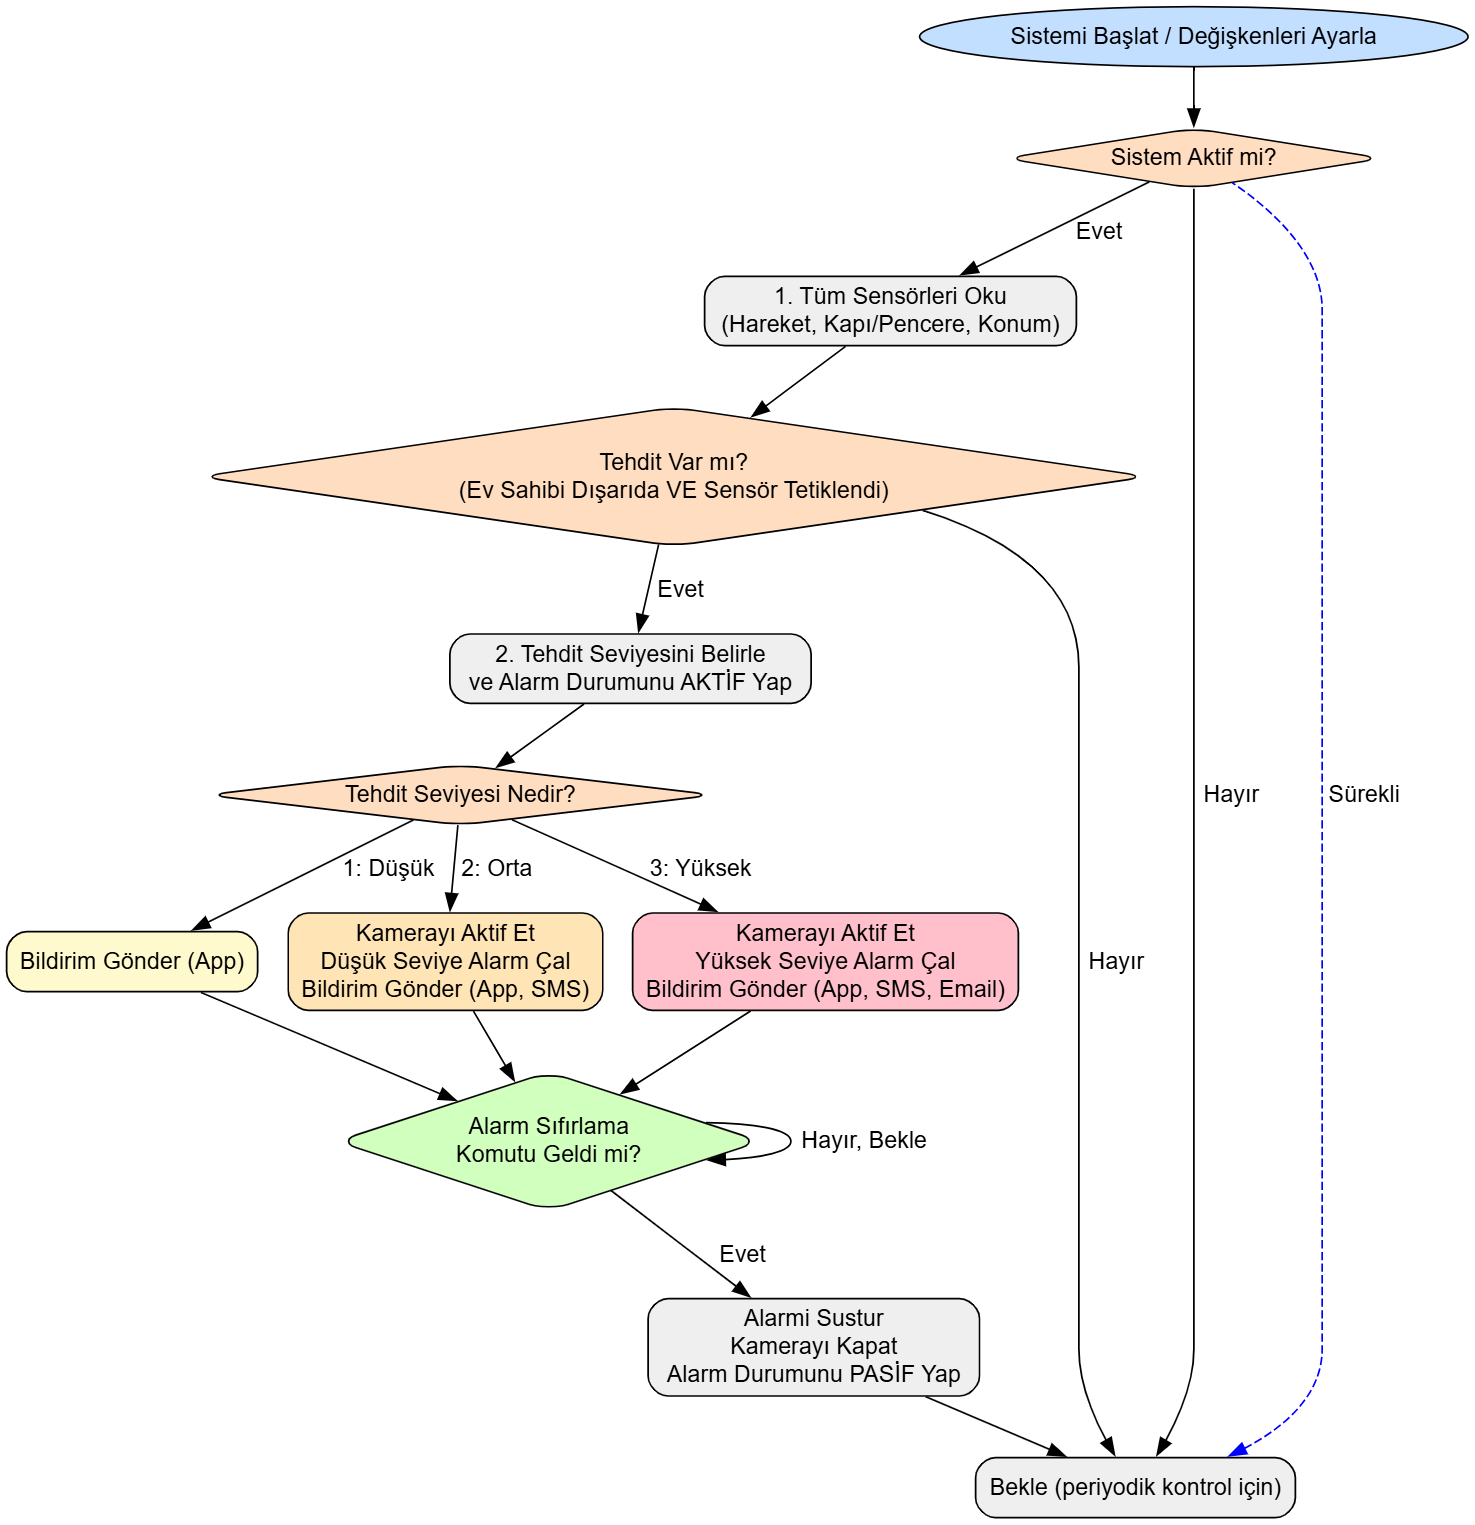 Sistemi Başlat / Değişkenleri Ayarla
Sistem Aktif mi?
Evet
1. Tüm Sensörleri Oku
(Hareket, Kapı/Pencere, Konum)
Tehdit Var mı?
(Ev Sahibi Dışarıda VE Sensör Tetiklendi)
Evet
2. Tehdit Seviyesini Belirle
ve Alarm Durumunu AKTİF Yap
Tehdit Seviyesi Nedir?
Hayır
Sürekli
1: Düşük
2: Orta
3: Yüksek
Bildirim Gönder (App)
Kamerayı Aktif Et
Düşük Seviye Alarm Çal
Bildirim Gönder (App, SMS)
Kamerayı Aktif Et
Yüksek Seviye Alarm Çal
Bildirim Gönder (App, SMS, Email)
Hayır
Alarm Sıfırlama
Komutu Geldi mi?
Hayır, Bekle
Evet
Alarmi Sustur
Kamerayı Kapat
Alarm Durumunu PASİF Yap
Bekle (periyodik kontrol için)